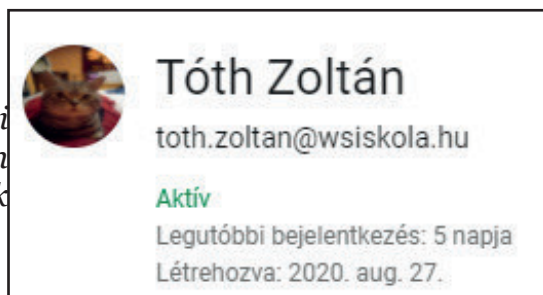 Tóth Zoltán
toth.zoltan@wsiskola.hu
Aktív
Legutóbbi bejelentkezés: 5 napja
Létrehozva: 2020. aug. 27.